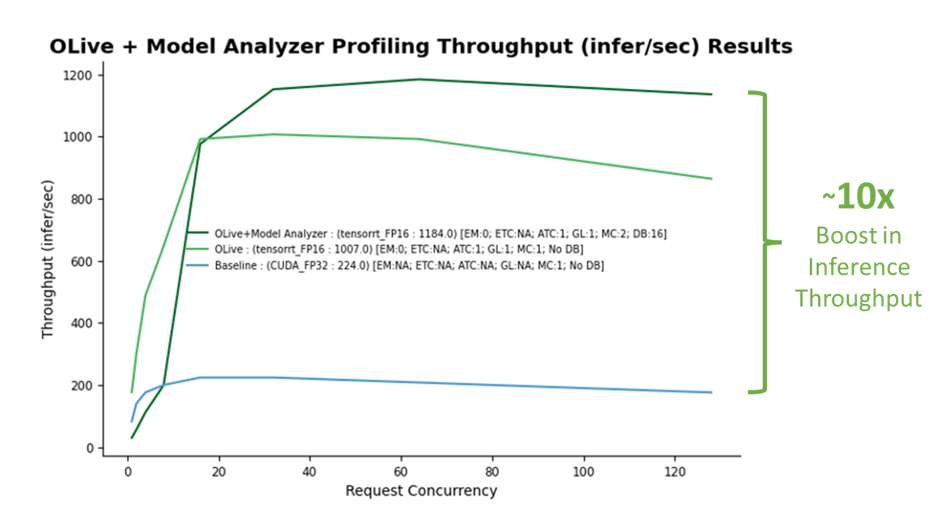 OLive + Model Analyzer Profiling Throughput (infer/sec) Results
Throughput (infer/sec)
1200
1000
800
600
400
200
0
OLive+Model Analyzer : (tensorrt_FP16 : 1184.0) [EM:0; ETC:NA; ATC:1; GL:1; MC:2; DB:16]
OLive : (tensorrt_FP16 : 1007.0) [EM:0; ETC:NA; ATC:1; GL:1; MC:1; No DB]
Baseline : (CUDA_FP32 : 224.0) [EM:NA; ETC:NA; ATC:NA; GL:NA; MC:1; No DB]
0 20 40 60 80 100 120
Request Concurrency
~10x
Boost in
Inference
Throughput